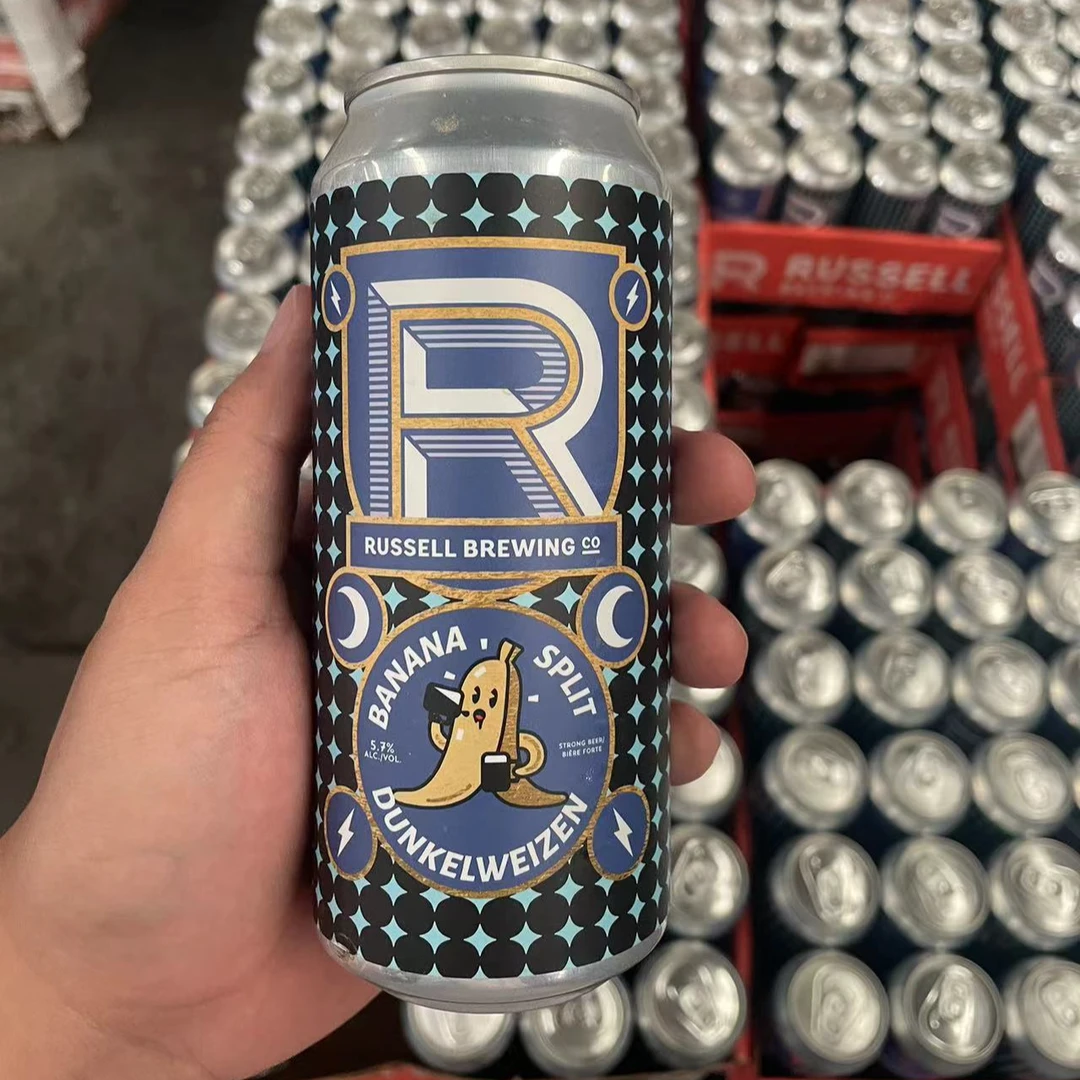 R
RUSSELL BREWING CO
BANANA SPLIT
5.7%
ALC./VOL.
STRONG BEER/
BIÈRE FORTE
DUNKELWEIZEN
R RUSSELL